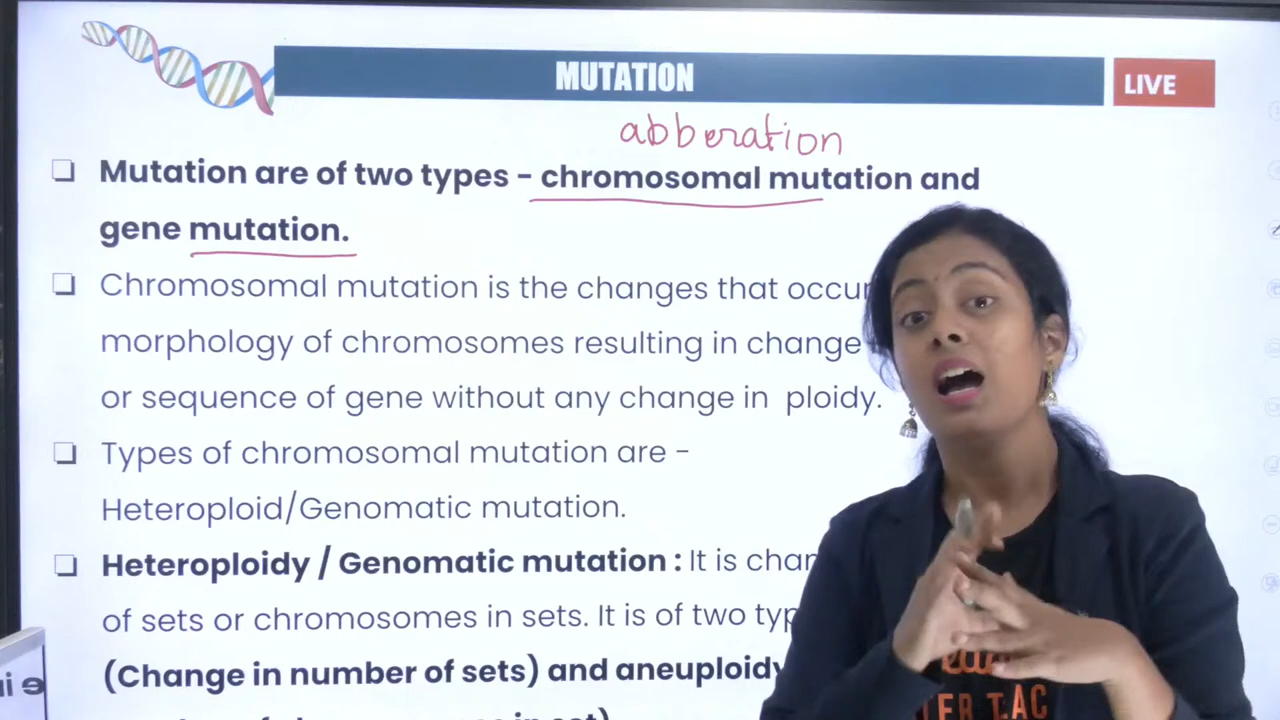 MUTATION
LIVE
abberation
Mutation are of two types - chromosomal mutation and
gene mutation.
Chromosomal mutation is the changes that occur
morphology of chromosomes resulting in change
or sequence of gene without any change in ploidy.
Types of chromosomal mutation are -
Heteroploid/Genomatic mutation.
Heteroploidy / Genomatic mutation : It is chan
of sets or chromosomes in sets. It is of two typ
(Change in number of sets) and aneuploidy